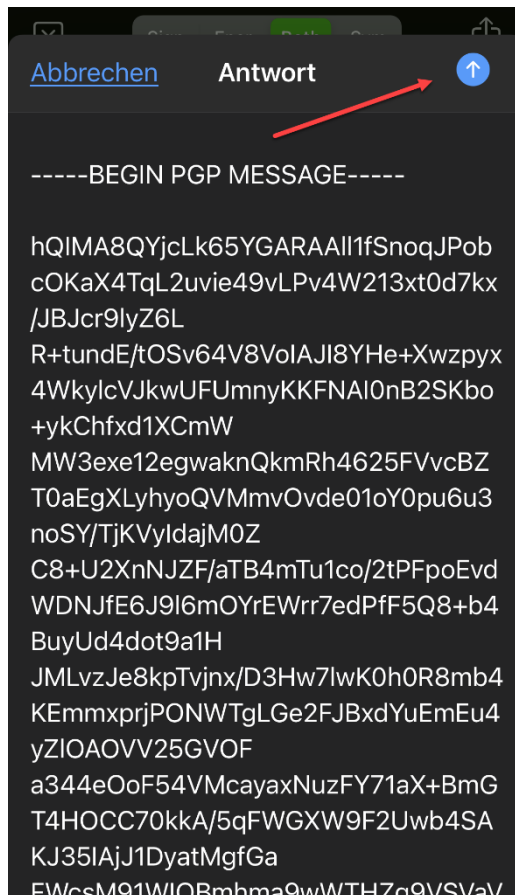 Abbrechen Antwort
-----BEGIN PGP MESSAGE-----
hQIMA8QYjcLk65YGARAAll1fSnoqJPob
cOKaX4TqL2uvie49vLPv4W213xt0d7kx
/JBJcr9lyZ6L
R+tundE/tOSv64V8VoIAJI8YHe+Xwzpyx
4WkylcVJkwUFUmnyKKFNAI0nB2SKbo
+ykChfxd1XCmW
MW3exe12egwaknQkmRh4625FVvcBZ
T0aEgXLyhyoQVMmvOvde01oY0pu6u3
noSY/TjKVyIdajM0Z
C8+U2XnNJZF/aTB4mTu1co/2tPFpoEvd
WDNJfE6J9l6mOYrEWrr7edPfF5Q8+b4
BuyUd4dot9a1H
JMLvzJe8kpTvjnx/D3Hw7lwK0h0R8mb4
KEmmxprjPONWTgLGe2FJBxdYuEmEu4
yZIOAOVV25GVOF
a344eOoF54VMcayaxNuzFY71aX+BmG
T4HOCC70kkA/5qFWGXW9F2Uwb4SA
KJ35IAjJ1DyatMgfGa